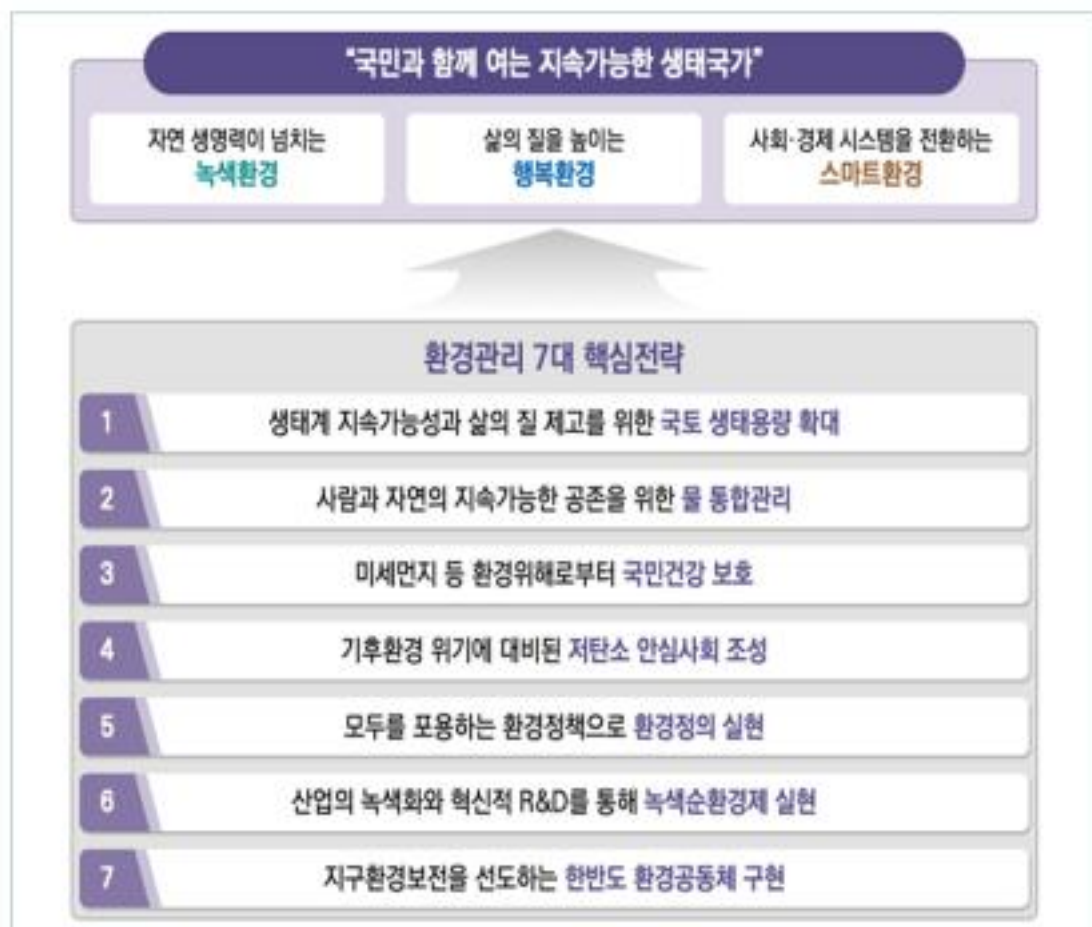 “국민과 함께 여는 지속가능한 생태국가”
자연 생명력이 넘치는
녹색환경
삶의 질을 높이는
행복환경
사회·경제 시스템을 전환하는
스마트환경
환경관리 7대 핵심전략
1 생태계 지속가능성과 삶의 질 제고를 위한 국토 생태용량 확대
2 사람과 자연의 지속가능한 공존을 위한 물 통합관리
3 미세먼지 등 환경위해로부터 국민건강 보호
4 기후환경 위기에 대비된 저탄소 안심사회 조성
5 모두를 포용하는 환경정책으로 환경정의 실현
6 산업의 녹색화와 혁신적 R&D를 통해 녹색순환경제 실현
7 지구환경보전을 선도하는 한반도 환경공동체 구현